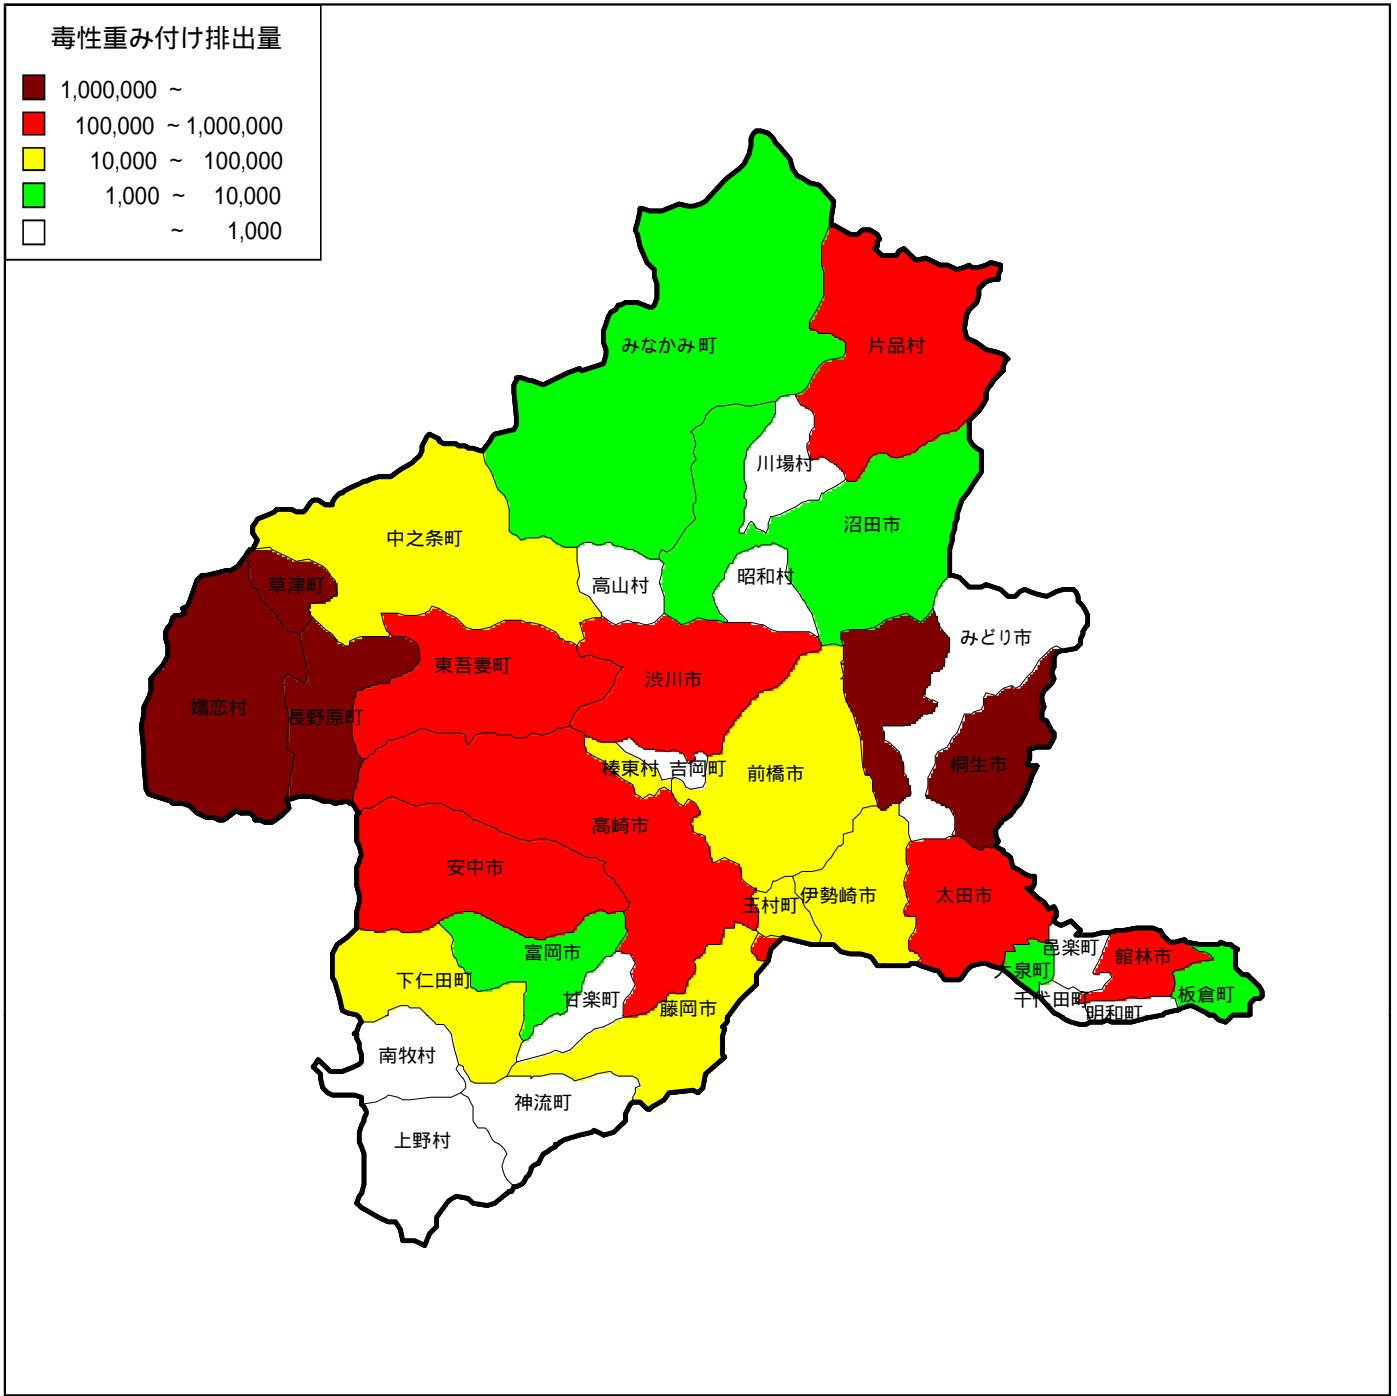 毒性重み付け排出量
1,000,000 ~
100,000 ~ 1,000,000
10,000 ~ 100,000
1,000 ~ 10,000
~ 1,000
みなかみ町
片品村
川場村
沼田市
中之条町
昭和村
高山村
草津町
みどり市
東吾妻町
渋川市
嬬恋村
長野原町
榛東村
吉岡町
前橋市
桐生市
高崎市
安中市
玉村町
伊勢崎市
太田市
富岡市
邑楽町
館林市
下仁田町
大泉町
甘楽町
千代田町
板倉町
藤岡市
明和町
南牧村
神流町
上野村